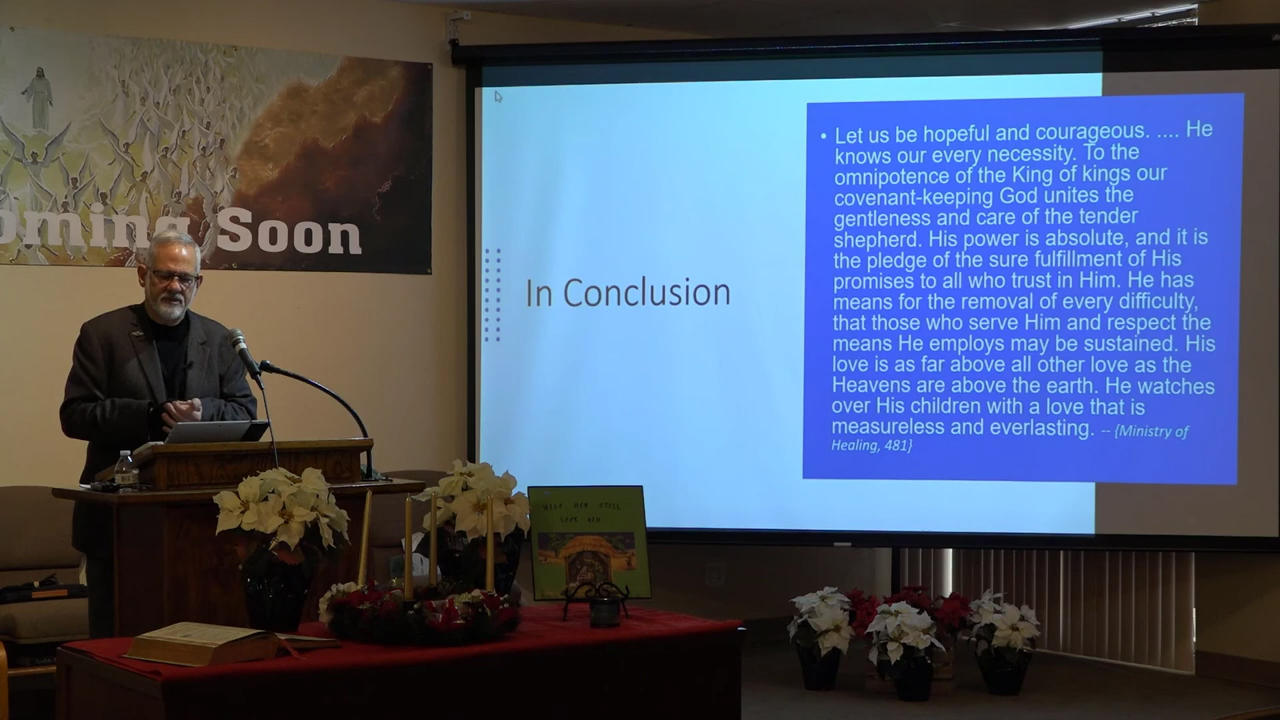 oming Soon
In Conclusion
• Let us be hopeful and courageous. .... He
knows our every necessity. To the
omnipotence of the King of kings our
covenant-keeping God unites the
gentleness and care of the tender
shepherd. His power is absolute, and it is
the pledge of the sure fulfillment of His
promises to all who trust in Him. He has
means for the removal of every difficulty,
that those who serve Him and respect the
means He employs may be sustained. His
love is as far above all other love as the
Heavens are above the earth. He watches
over His children with a love that is
measureless and everlasting. -- {Ministry of
Healing, 481}
WISE MEN STILL
SEEK HIM